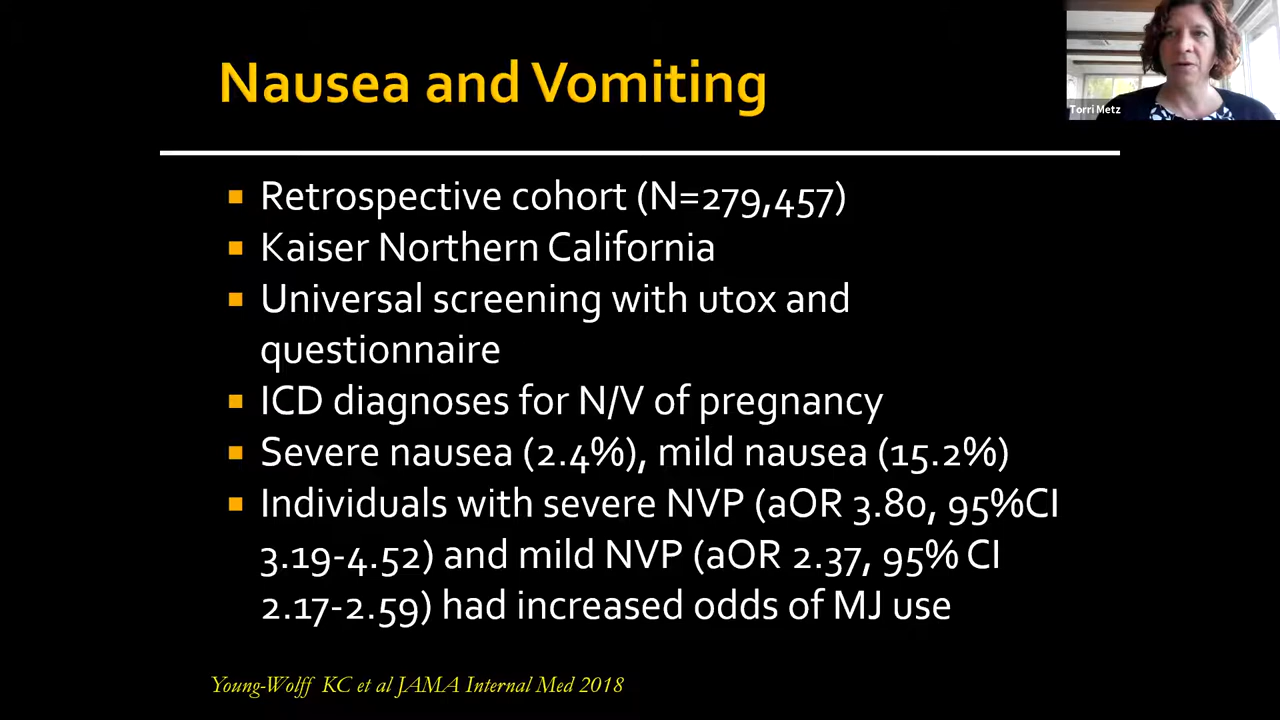 Nausea and Vomiting
Torri Metz
▪ Retrospective cohort (N=279,457)
▪ Kaiser Northern California
▪ Universal screening with utox and
questionnaire
▪ ICD diagnoses for N/V of pregnancy
▪ Severe nausea (2.4%), mild nausea (15.2%)
▪ Individuals with severe NVP (aOR 3.80, 95%CI
3.19-4.52) and mild NVP (aOR 2.37, 95% CI
2.17-2.59) had increased odds of MJ use
Young-Wolff KC et al JAMA Internal Med 2018